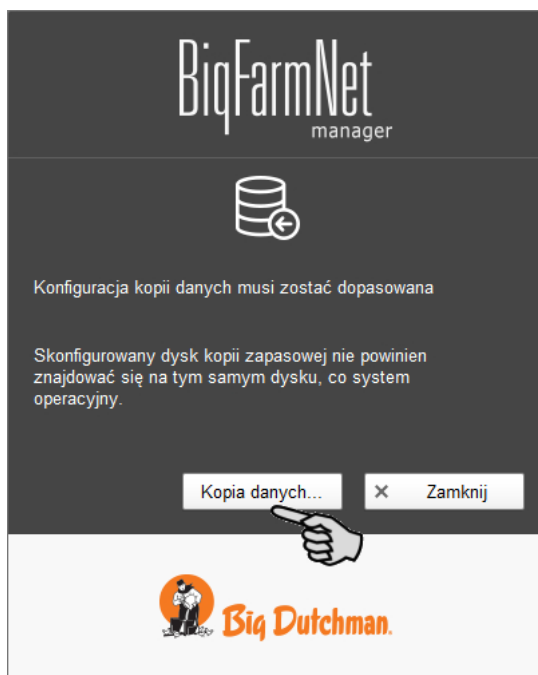 BigFarmNet
manager
Konfiguracja kopii danych musi zostać dopasowana
Skonfigurowany dysk kopii zapasowej nie powinien
znajdować się na tym samym dysku, co system
operacyjny.
Kopia danych...
Zamknij
Big Dutchman.